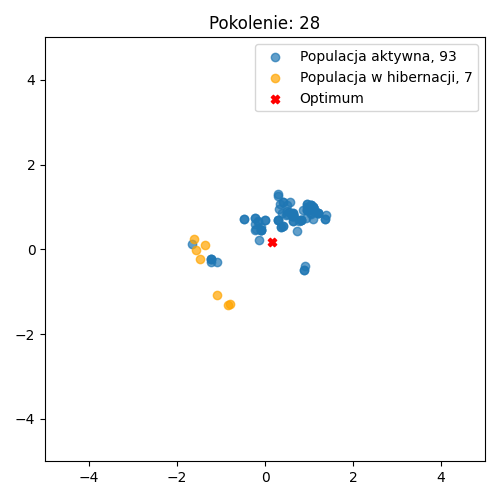 Pokolenie: 28
Populacja aktywna, 93
Populacja w hibernacji, 7
Optimum
4
2
0
−2
−4
−4
−2
0
2
4